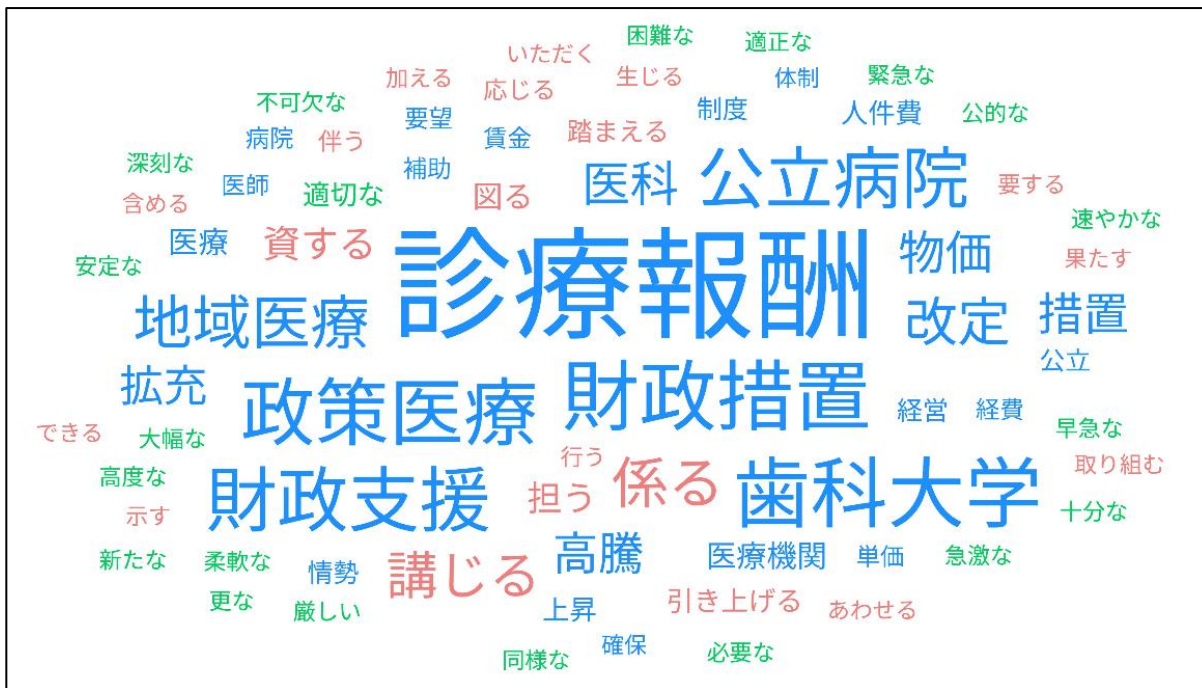 困難な
適正な
いただく
加える
応じる
生じる
体制
緊急な
不可欠な
要望
制度
人件費
公的な
病院
伴う
賃金
踏まえる
深刻な
医師
補助
医科
公立病院
要する
含める
適切な
図る
速やかな
医療
資する
診療報酬
物価
果たす
安定な
地域医療
改定
措置
拡充
政策医療
財政措置
公立
できる
大幅な
経営
経費
早急な
高度な
財政支援
行う
担う
係る
歯科大学
取り組む
示す
十分な
新たな
柔軟な
情勢
講じる
高騰
医療機関
単価
急激な
更な
厳しい
上昇
引き上げる
あわせる
同様な
確保
必要な